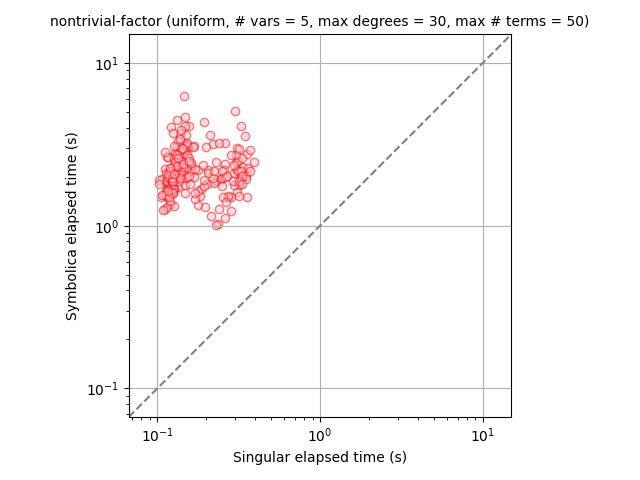 nontrivial-factor (uniform, # vars = 5, max degrees = 30, max # terms = 50)
Symbolica elapsed time (s)
10¹
10⁰
10⁻¹
10⁻¹
10⁰
10¹
Singular elapsed time (s)